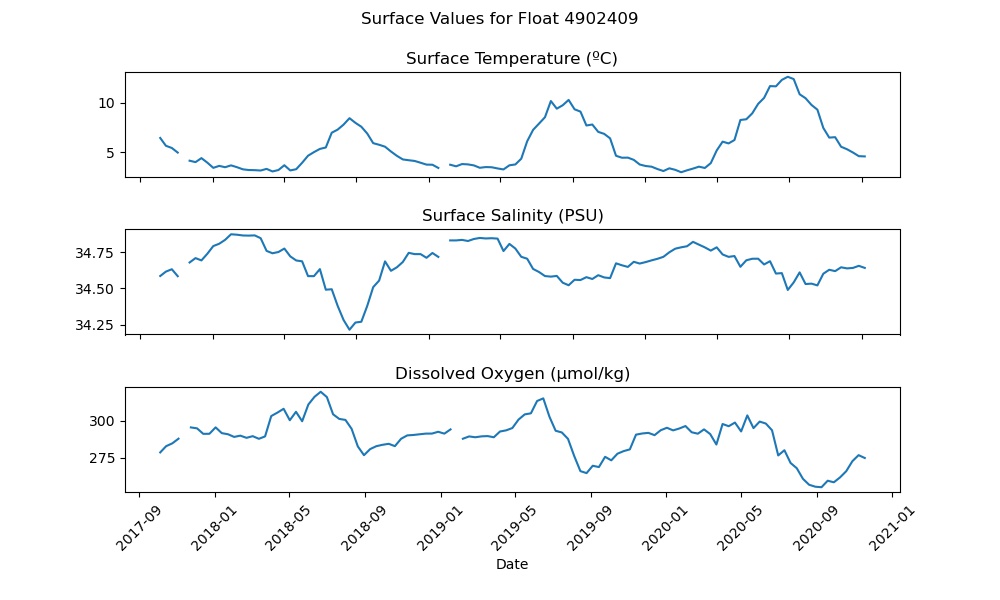 Surface Values for Float 4902409
Surface Temperature (ºC)
10
5
Surface Salinity (PSU)
34.75
34.50
34.25
Dissolved Oxygen (µmol/kg)
300
275
2017-09 2018-01 2018-05 2018-09 2019-01 2019-05 2019-09 2020-01 2020-05 2020-09 2021-01
Date